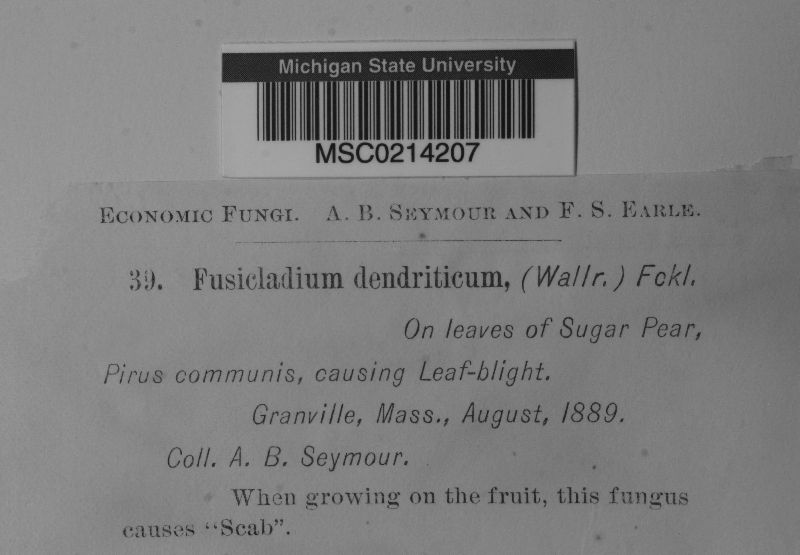 Michigan State University
MSC0214207
ECONOMIC FUNGI. A. B. SEYMOUR AND F. S. EARLE.
39. Fusicladium dendriticum, (Wallr.) Fckl.
On leaves of Sugar Pear,
Pirus communis, causing Leaf-blight.
Granville, Mass., August, 1889.
Coll. A. B. Seymour.
When growing on the fruit, this fungus
causes "Scab".